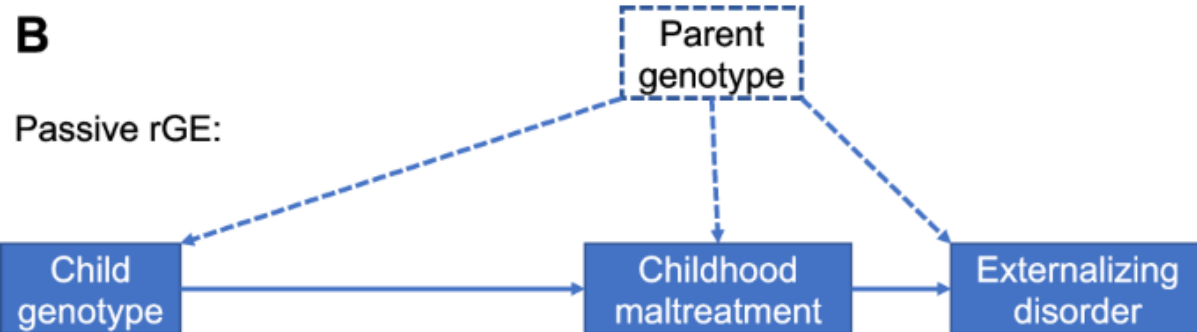 B
Parent
genotype
Passive rGE:
Child
genotype
Childhood
maltreatment
Externalizing
disorder